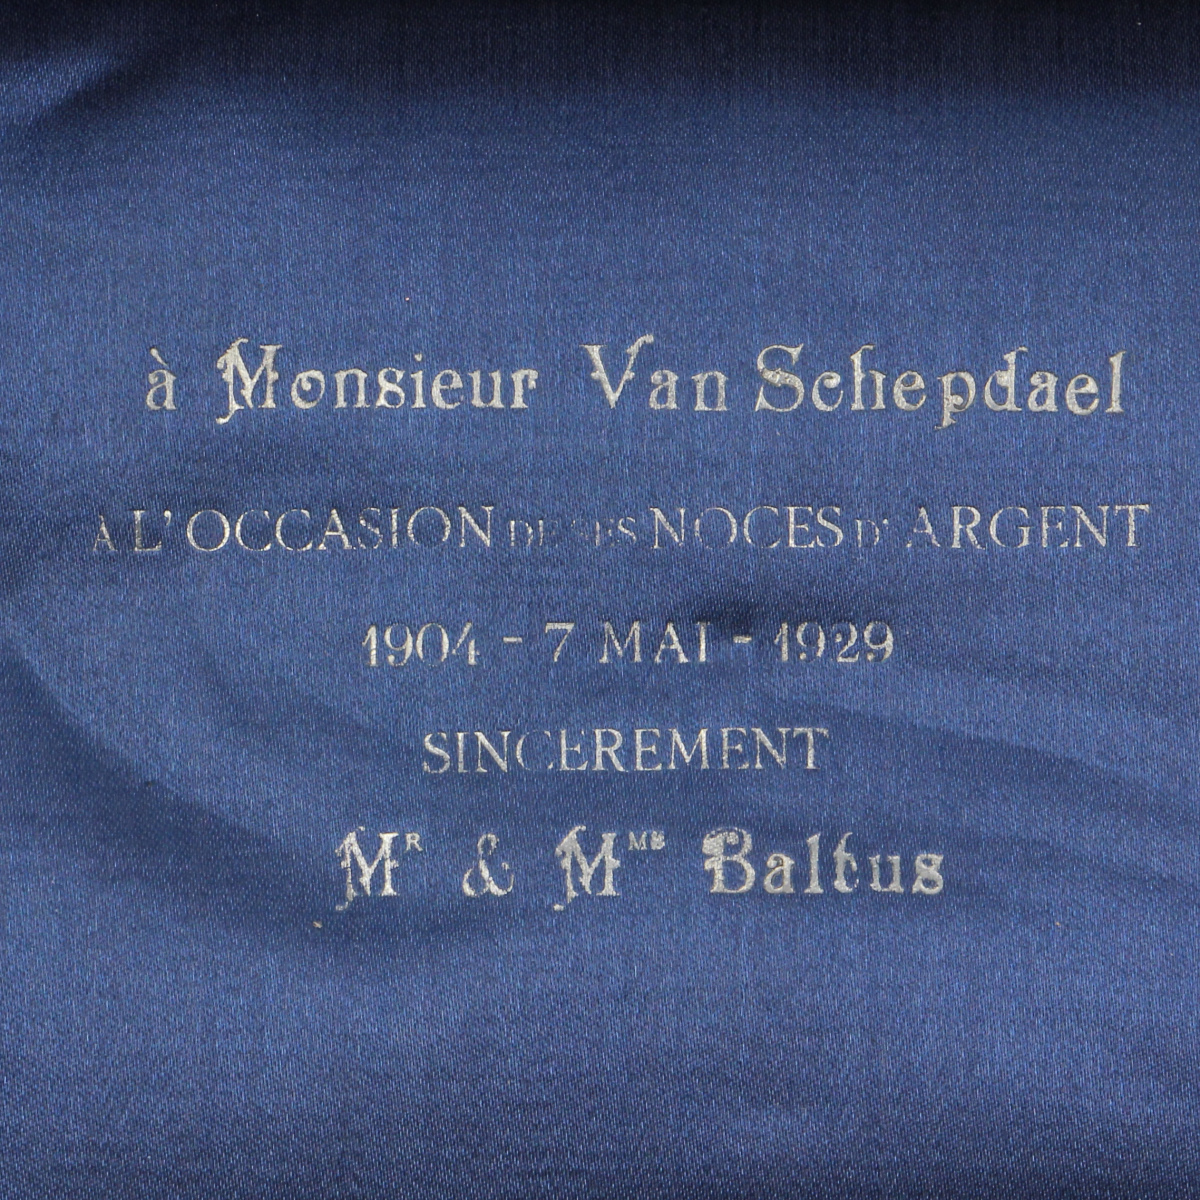 à Monsieur Van Schepdael
À L'OCCASION DE SES NOCES D'ARGENT
1904 - 7 MAI - 1929
SINCEREMENT
MR & MME Baltus